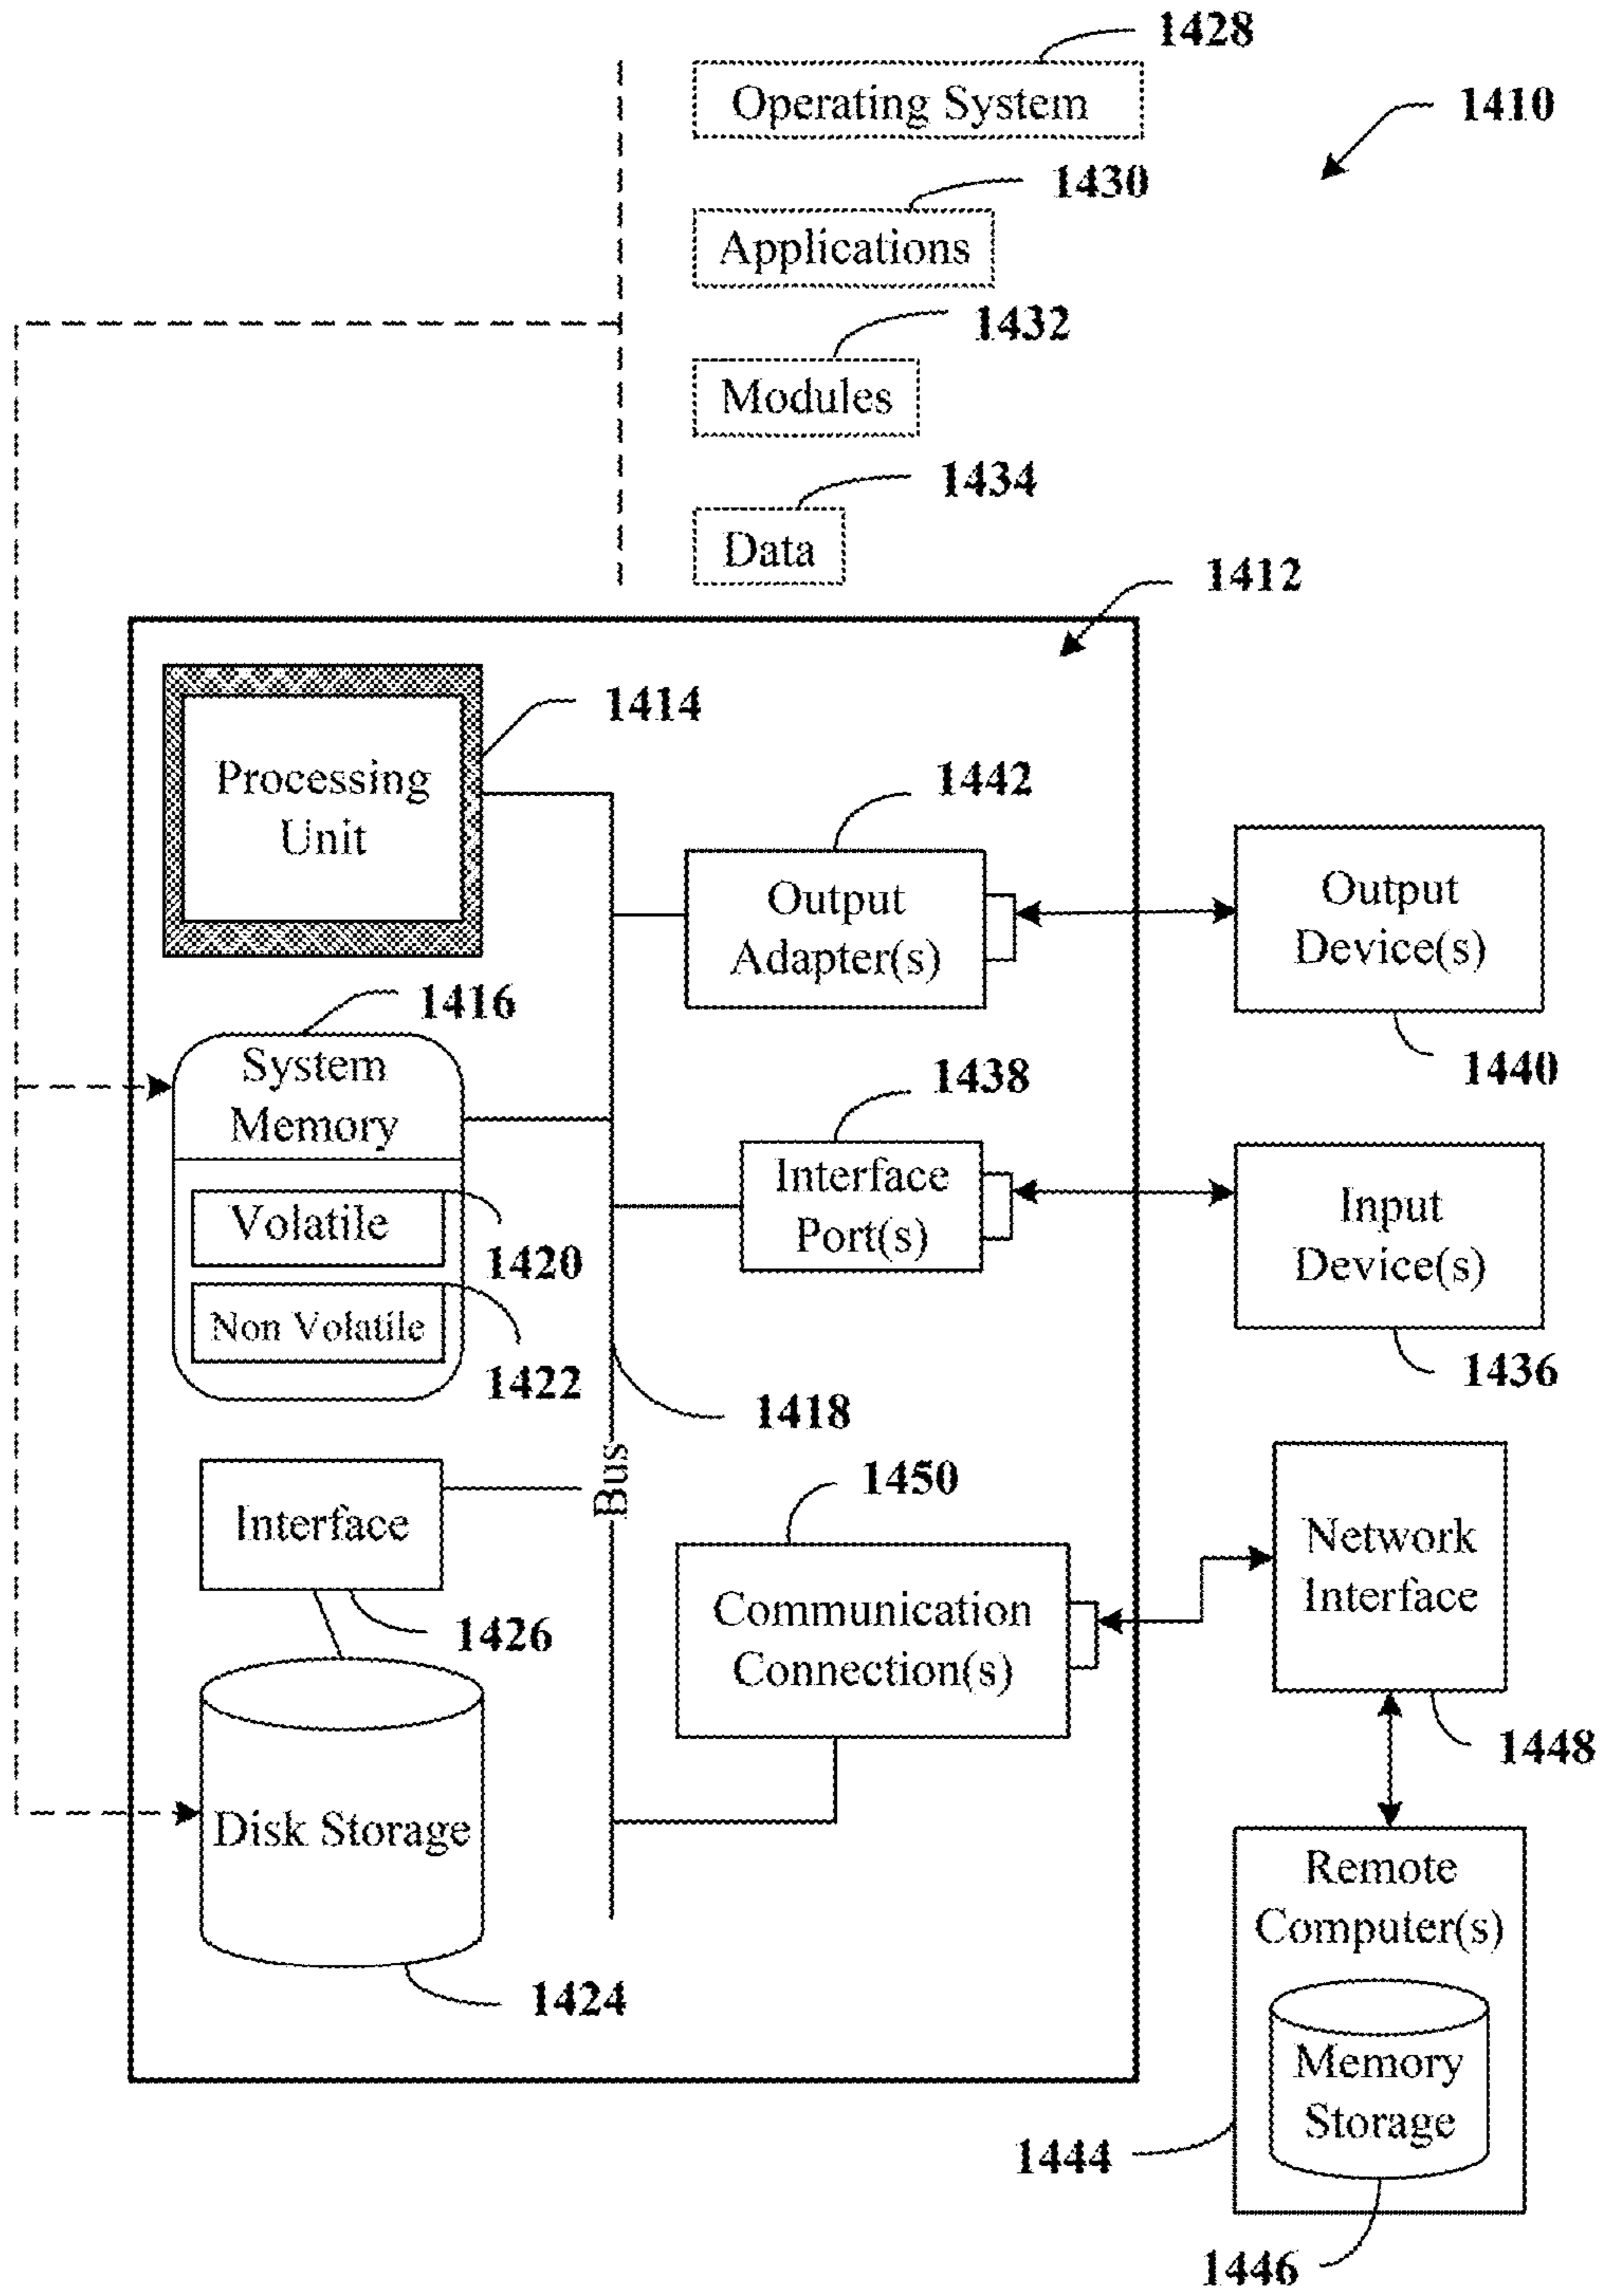 1428
Operating System
1410
1430
Applications
1432
Modules
1434
Data
1412
1414
Processing
Unit
1442
Output
Adapter(s)
Output
Device(s)
1440
1416
System
Memory
1438
Interface
Port(s)
Input
Device(s)
1436
Volatile
1420
Non Volatile
1422
1418
Bus
1450
Interface
1426
Communication
Connection(s)
Network
Interface
1448
Disk Storage
1424
Remote
Computer(s)
Memory
Storage
1444
1446